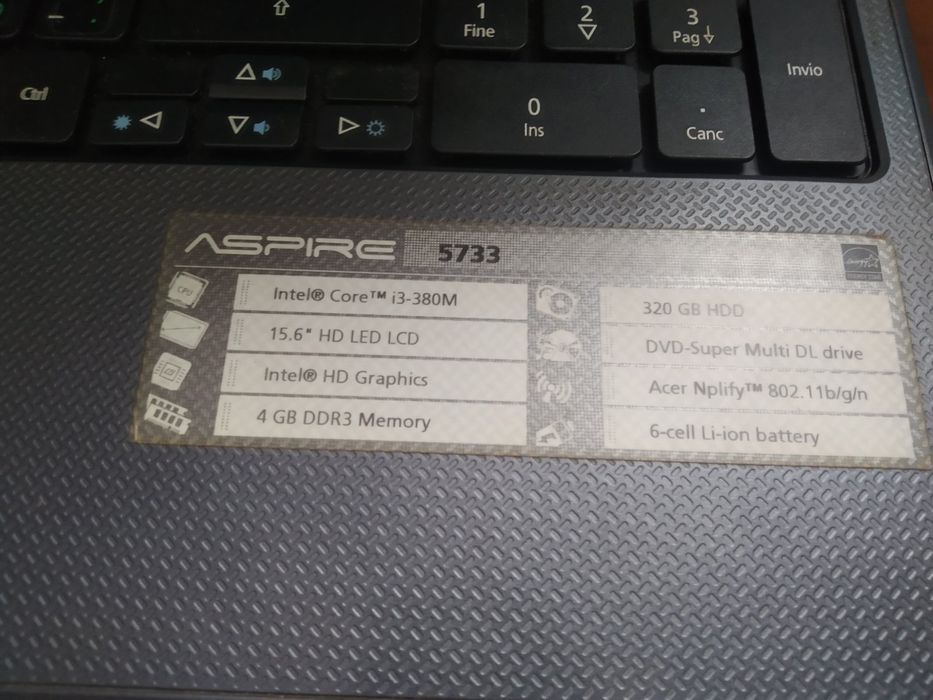 1
Fine
2
3
Pag
Invio
Ctrl
0
Ins
.
Canc
ASPIRE 5733
CPU
Intel® Core™ i3-380M
15.6" HD LED LCD
Intel® HD Graphics
4 GB DDR3 Memory
320 GB HDD
DVD-Super Multi DL drive
Acer Nplify™ 802.11b/g/n
6-cell Li-ion battery